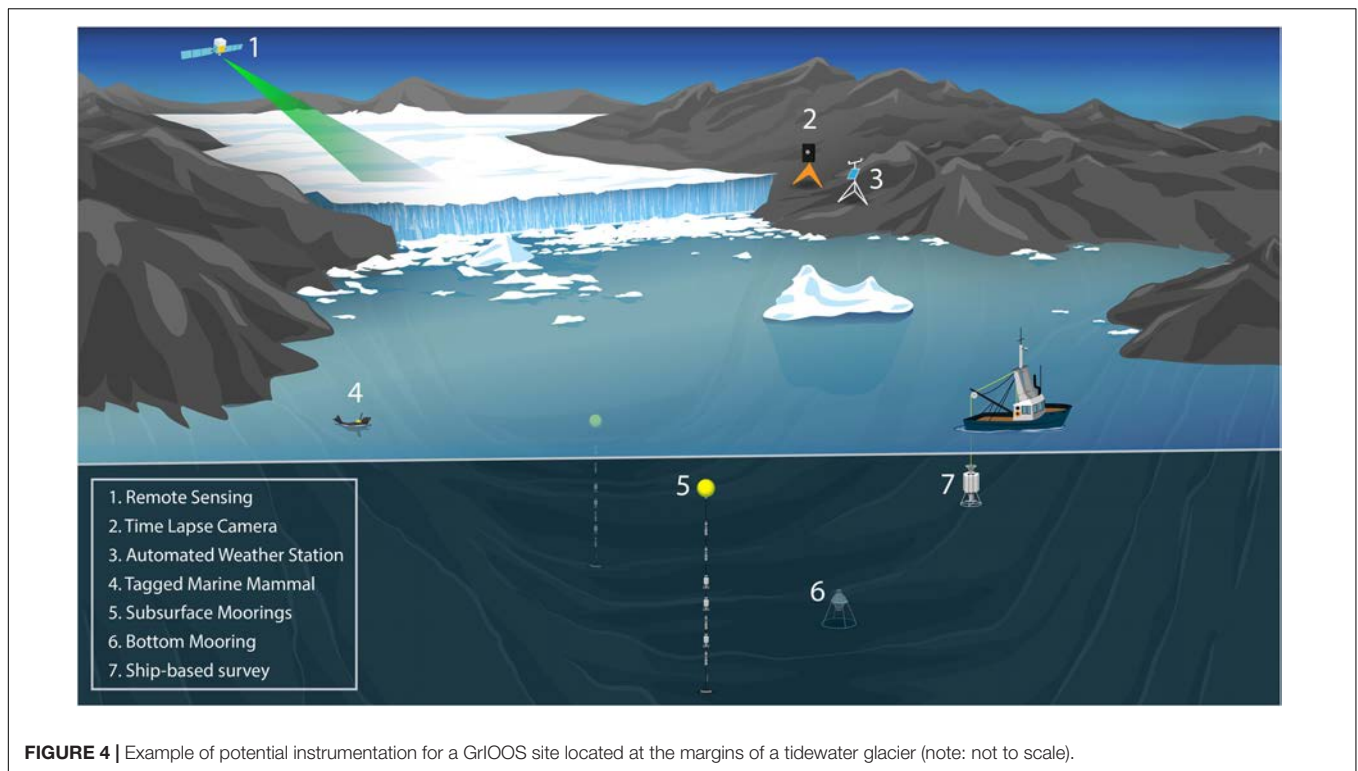 1
2
3
4
5
6
7
1. Remote Sensing
2. Time Lapse Camera
3. Automated Weather Station
4. Tagged Marine Mammal
5. Subsurface Moorings
6. Bottom Mooring
7. Ship-based survey
FIGURE 4 | Example of potential instrumentation for a GrIOOS site located at the margins of a tidewater glacier (note: not to scale).